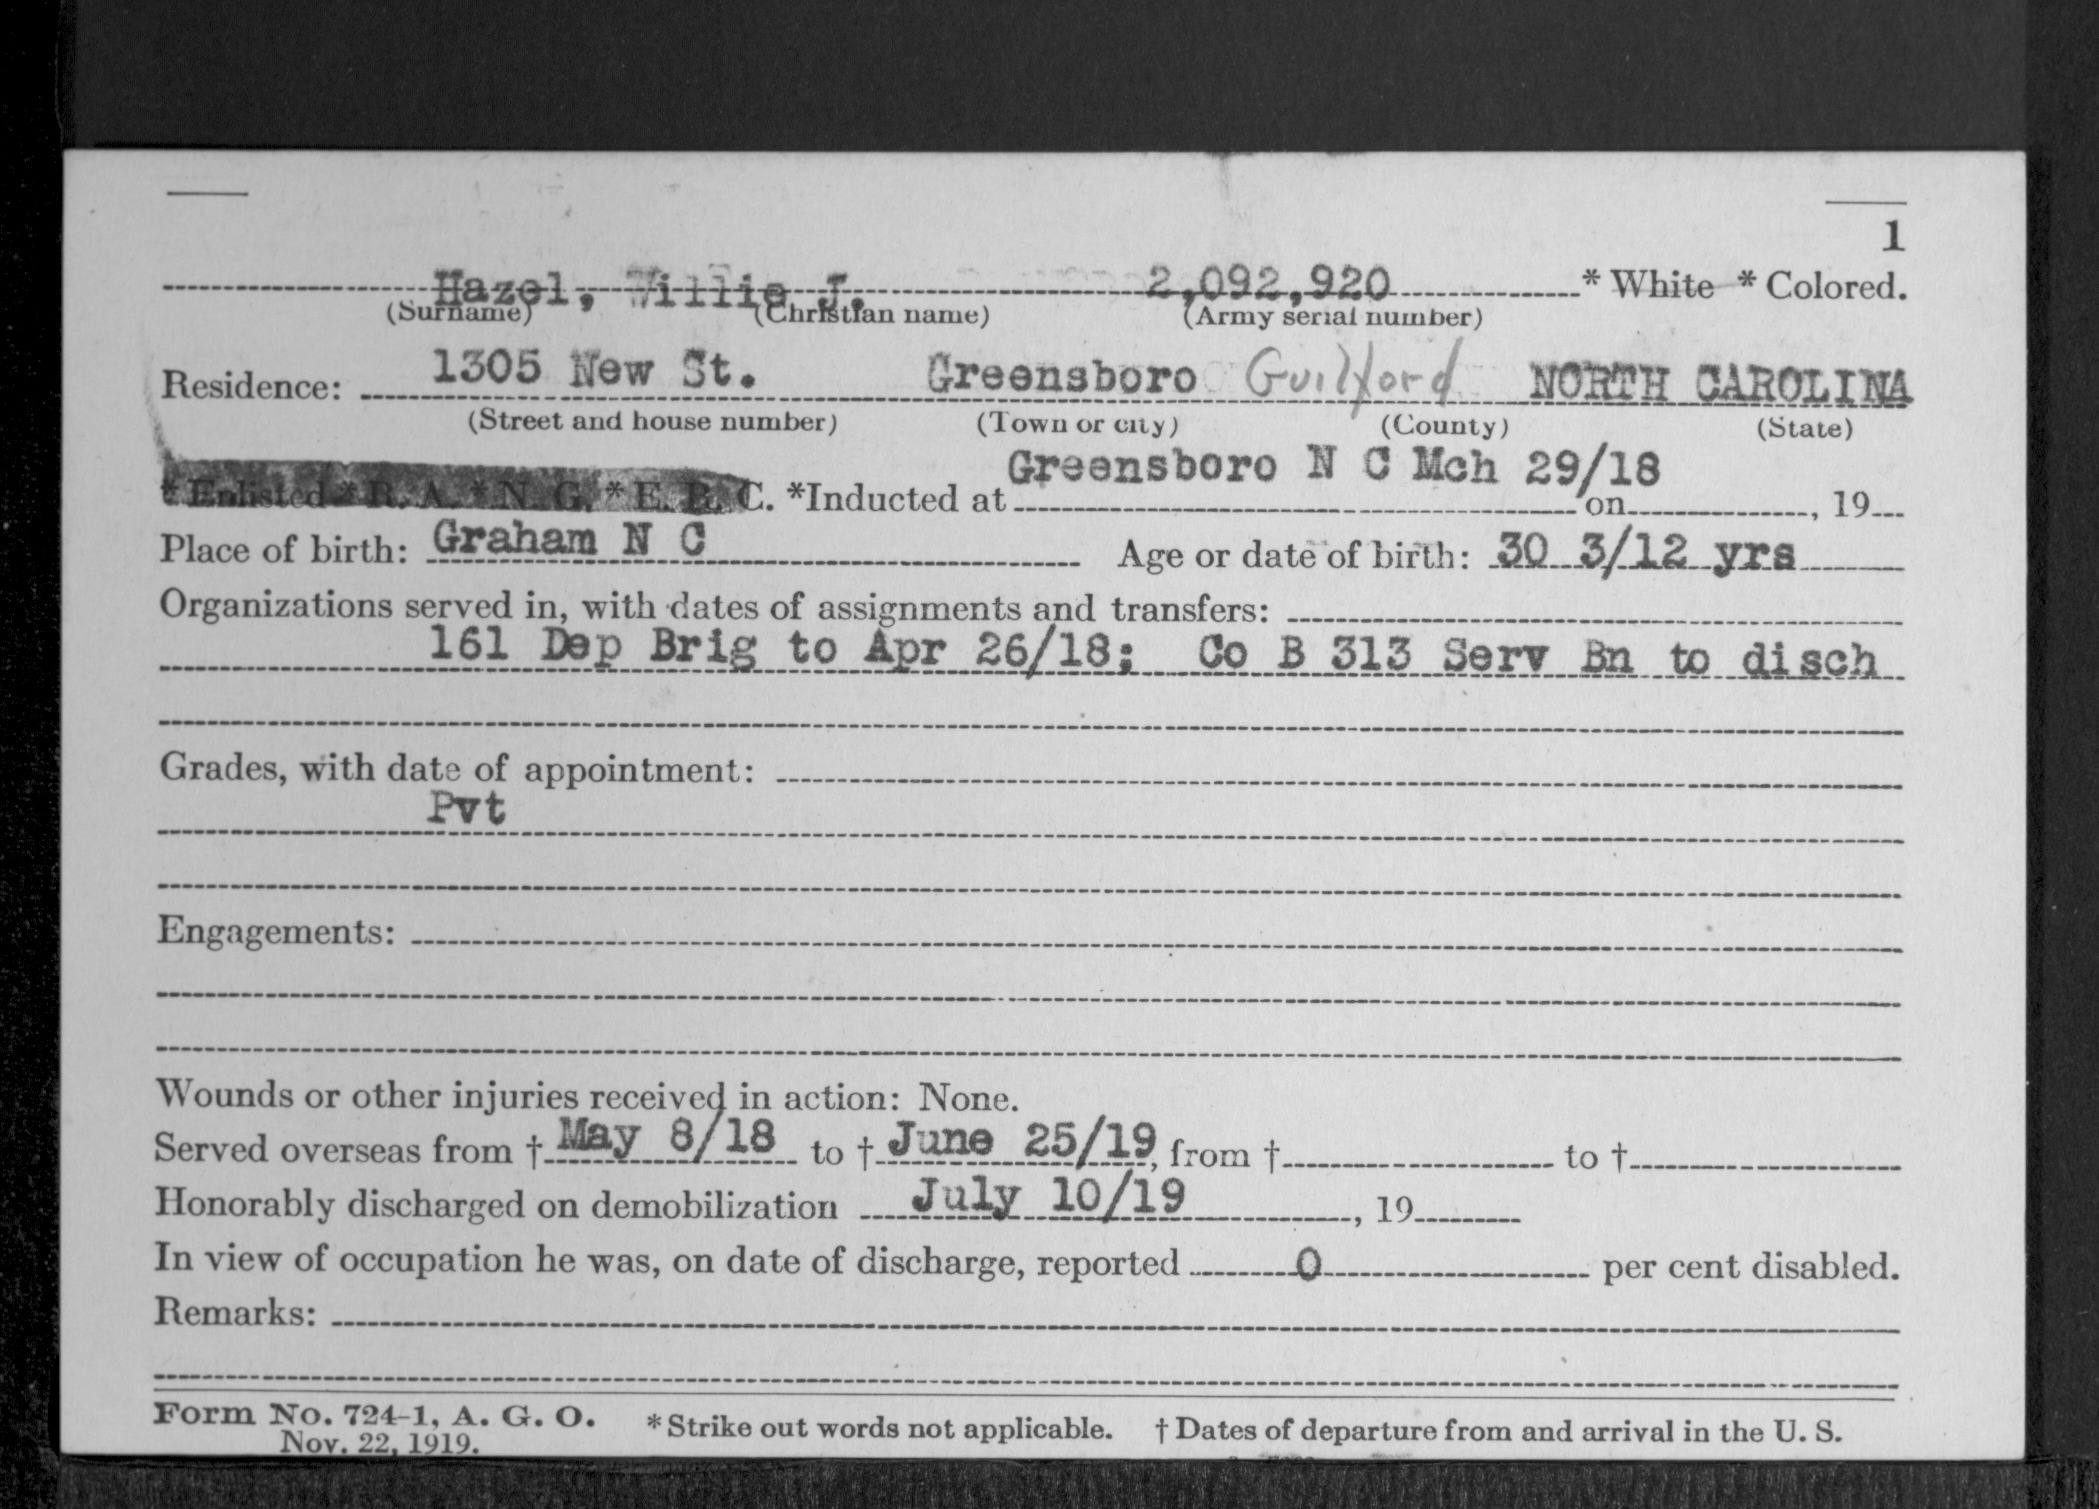 1
Hazel, Willie J. 2,092,920 * White * Colored.
(Surname) (Christian name) (Army serial number)
Residence: 1305 New St. Greensboro Guilford NORTH CAROLINA
(Street and house number) (Town or city) (County) (State)
* Enlisted * R. A. * N. G. * E. R. C. *Inducted at Greensboro N C Mch 29/18 on , 19
Place of birth: Graham N C Age or date of birth: 30 3/12 yrs
Organizations served in, with dates of assignments and transfers:
161 Dep Brig to Apr 26/18; Co B 313 Serv Bn to disch
Grades, with date of appointment:
Pvt
Engagements:
Wounds or other injuries received in action: None.
Served overseas from † May 8/18 to † June 25/19, from † to †
Honorably discharged on demobilization July 10/19 , 19
In view of occupation he was, on date of discharge, reported 0 per cent disabled.
Remarks:
Form No. 724-1, A. G. O. * Strike out words not applicable. † Dates of departure from and arrival in the U. S.
Nov. 22, 1919.